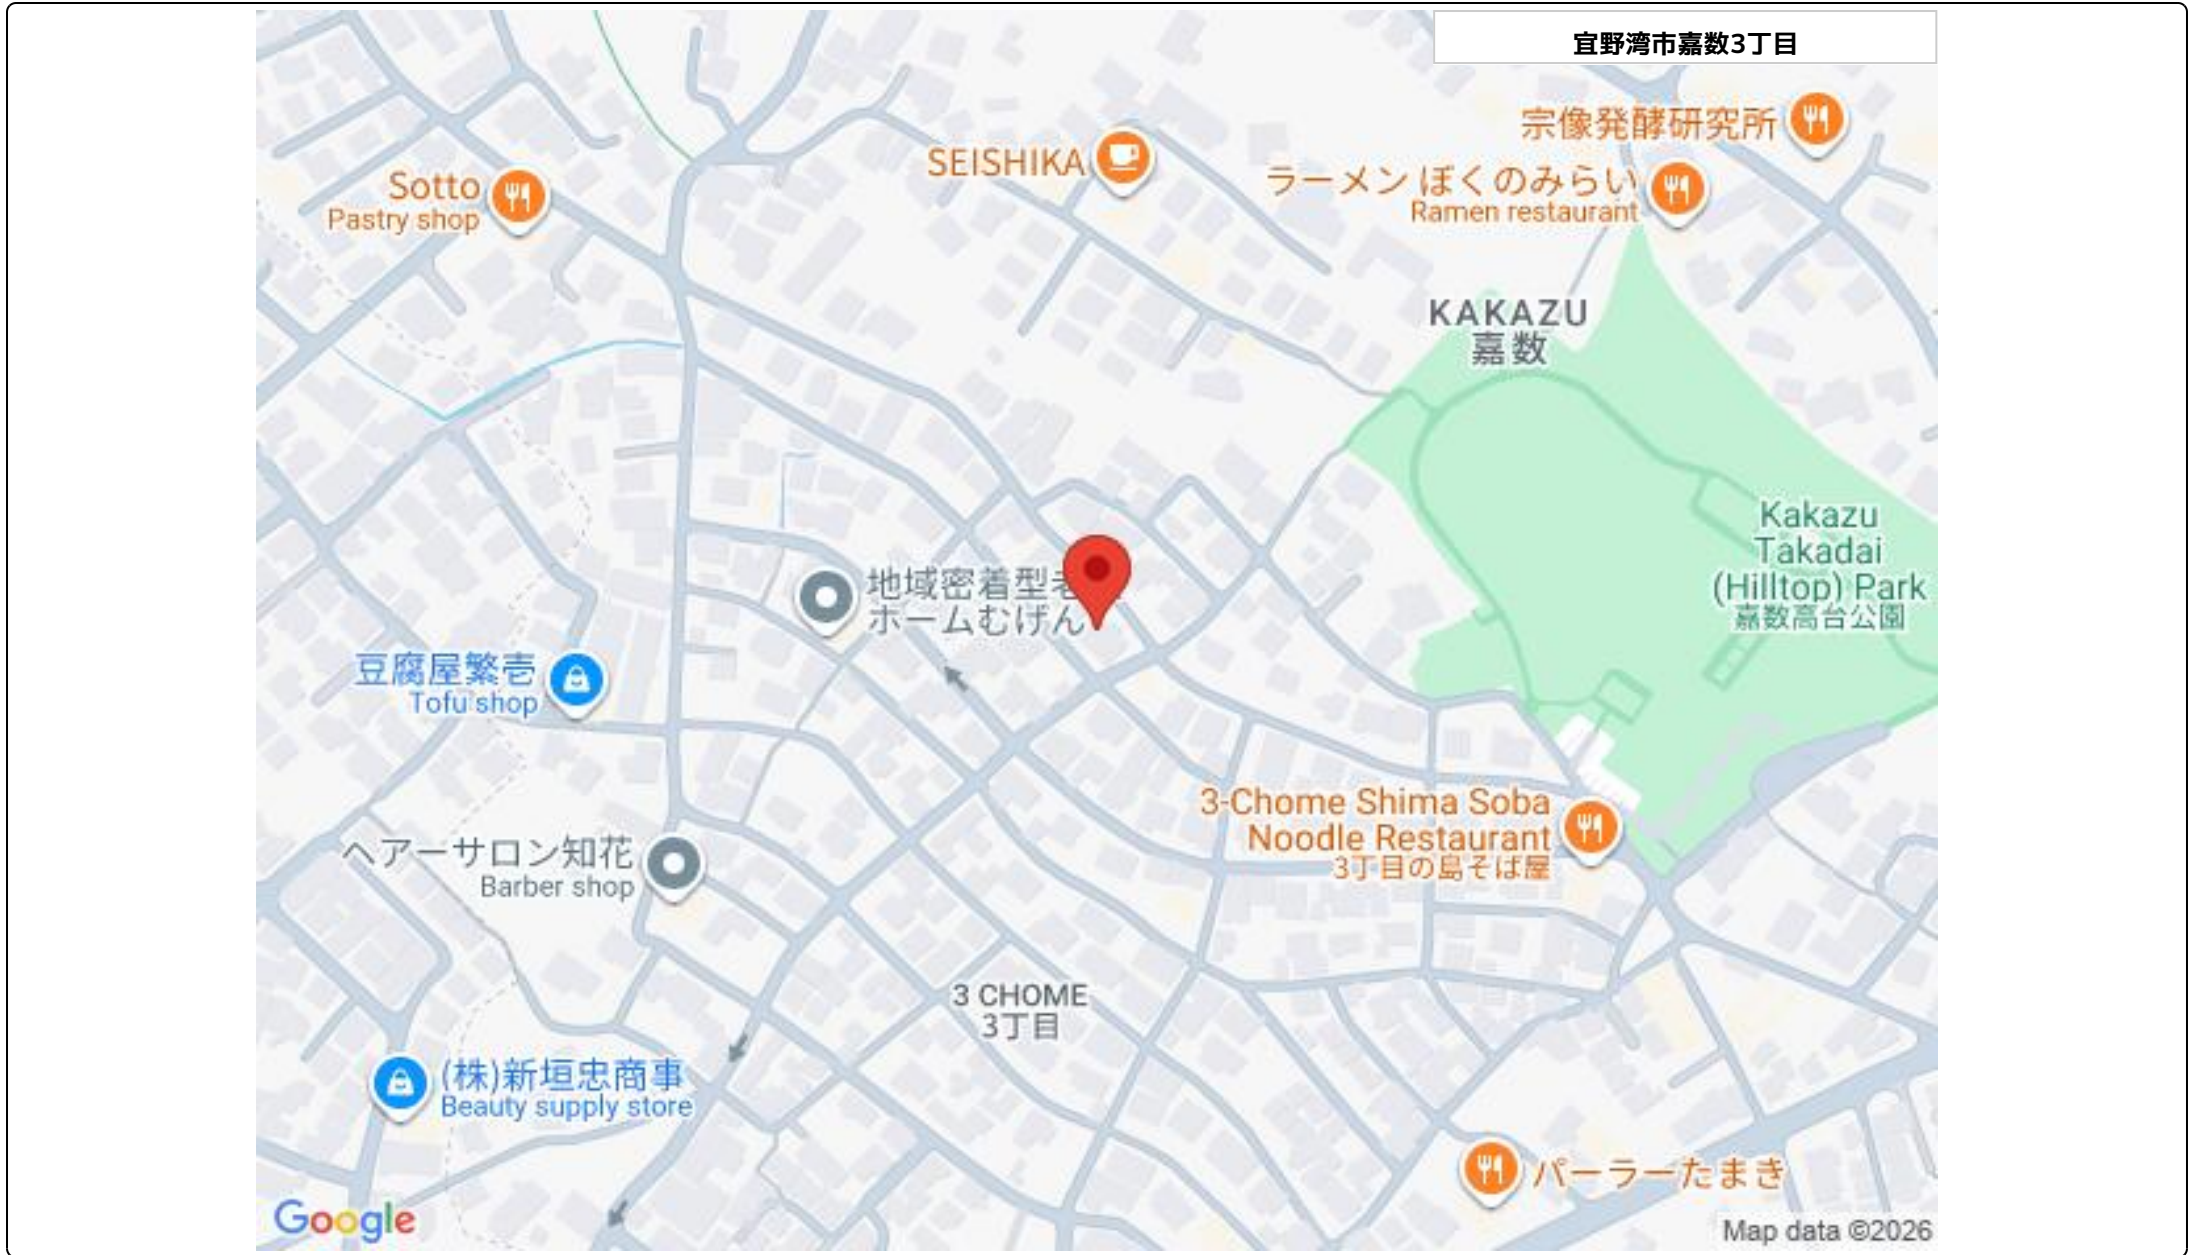 宜野湾市嘉数3丁目
宗像発酵研究所
SEISHIKA
ラーメン ぼくのみらい
Ramen restaurant
Sotto
Pastry shop
KAKAZU
嘉数
Kakazu
Takadai
(Hilltop) Park
嘉数高台公園
地域密着型老
ホームむげん
豆腐屋繁壱
Tofu shop
3-Chome Shima Soba
Noodle Restaurant
3丁目の島そば屋
ヘアーサロン知花
Barber shop
3 CHOME
3丁目
(株)新垣忠商事
Beauty supply store
パーラーたまき
Google
Map data ©2026